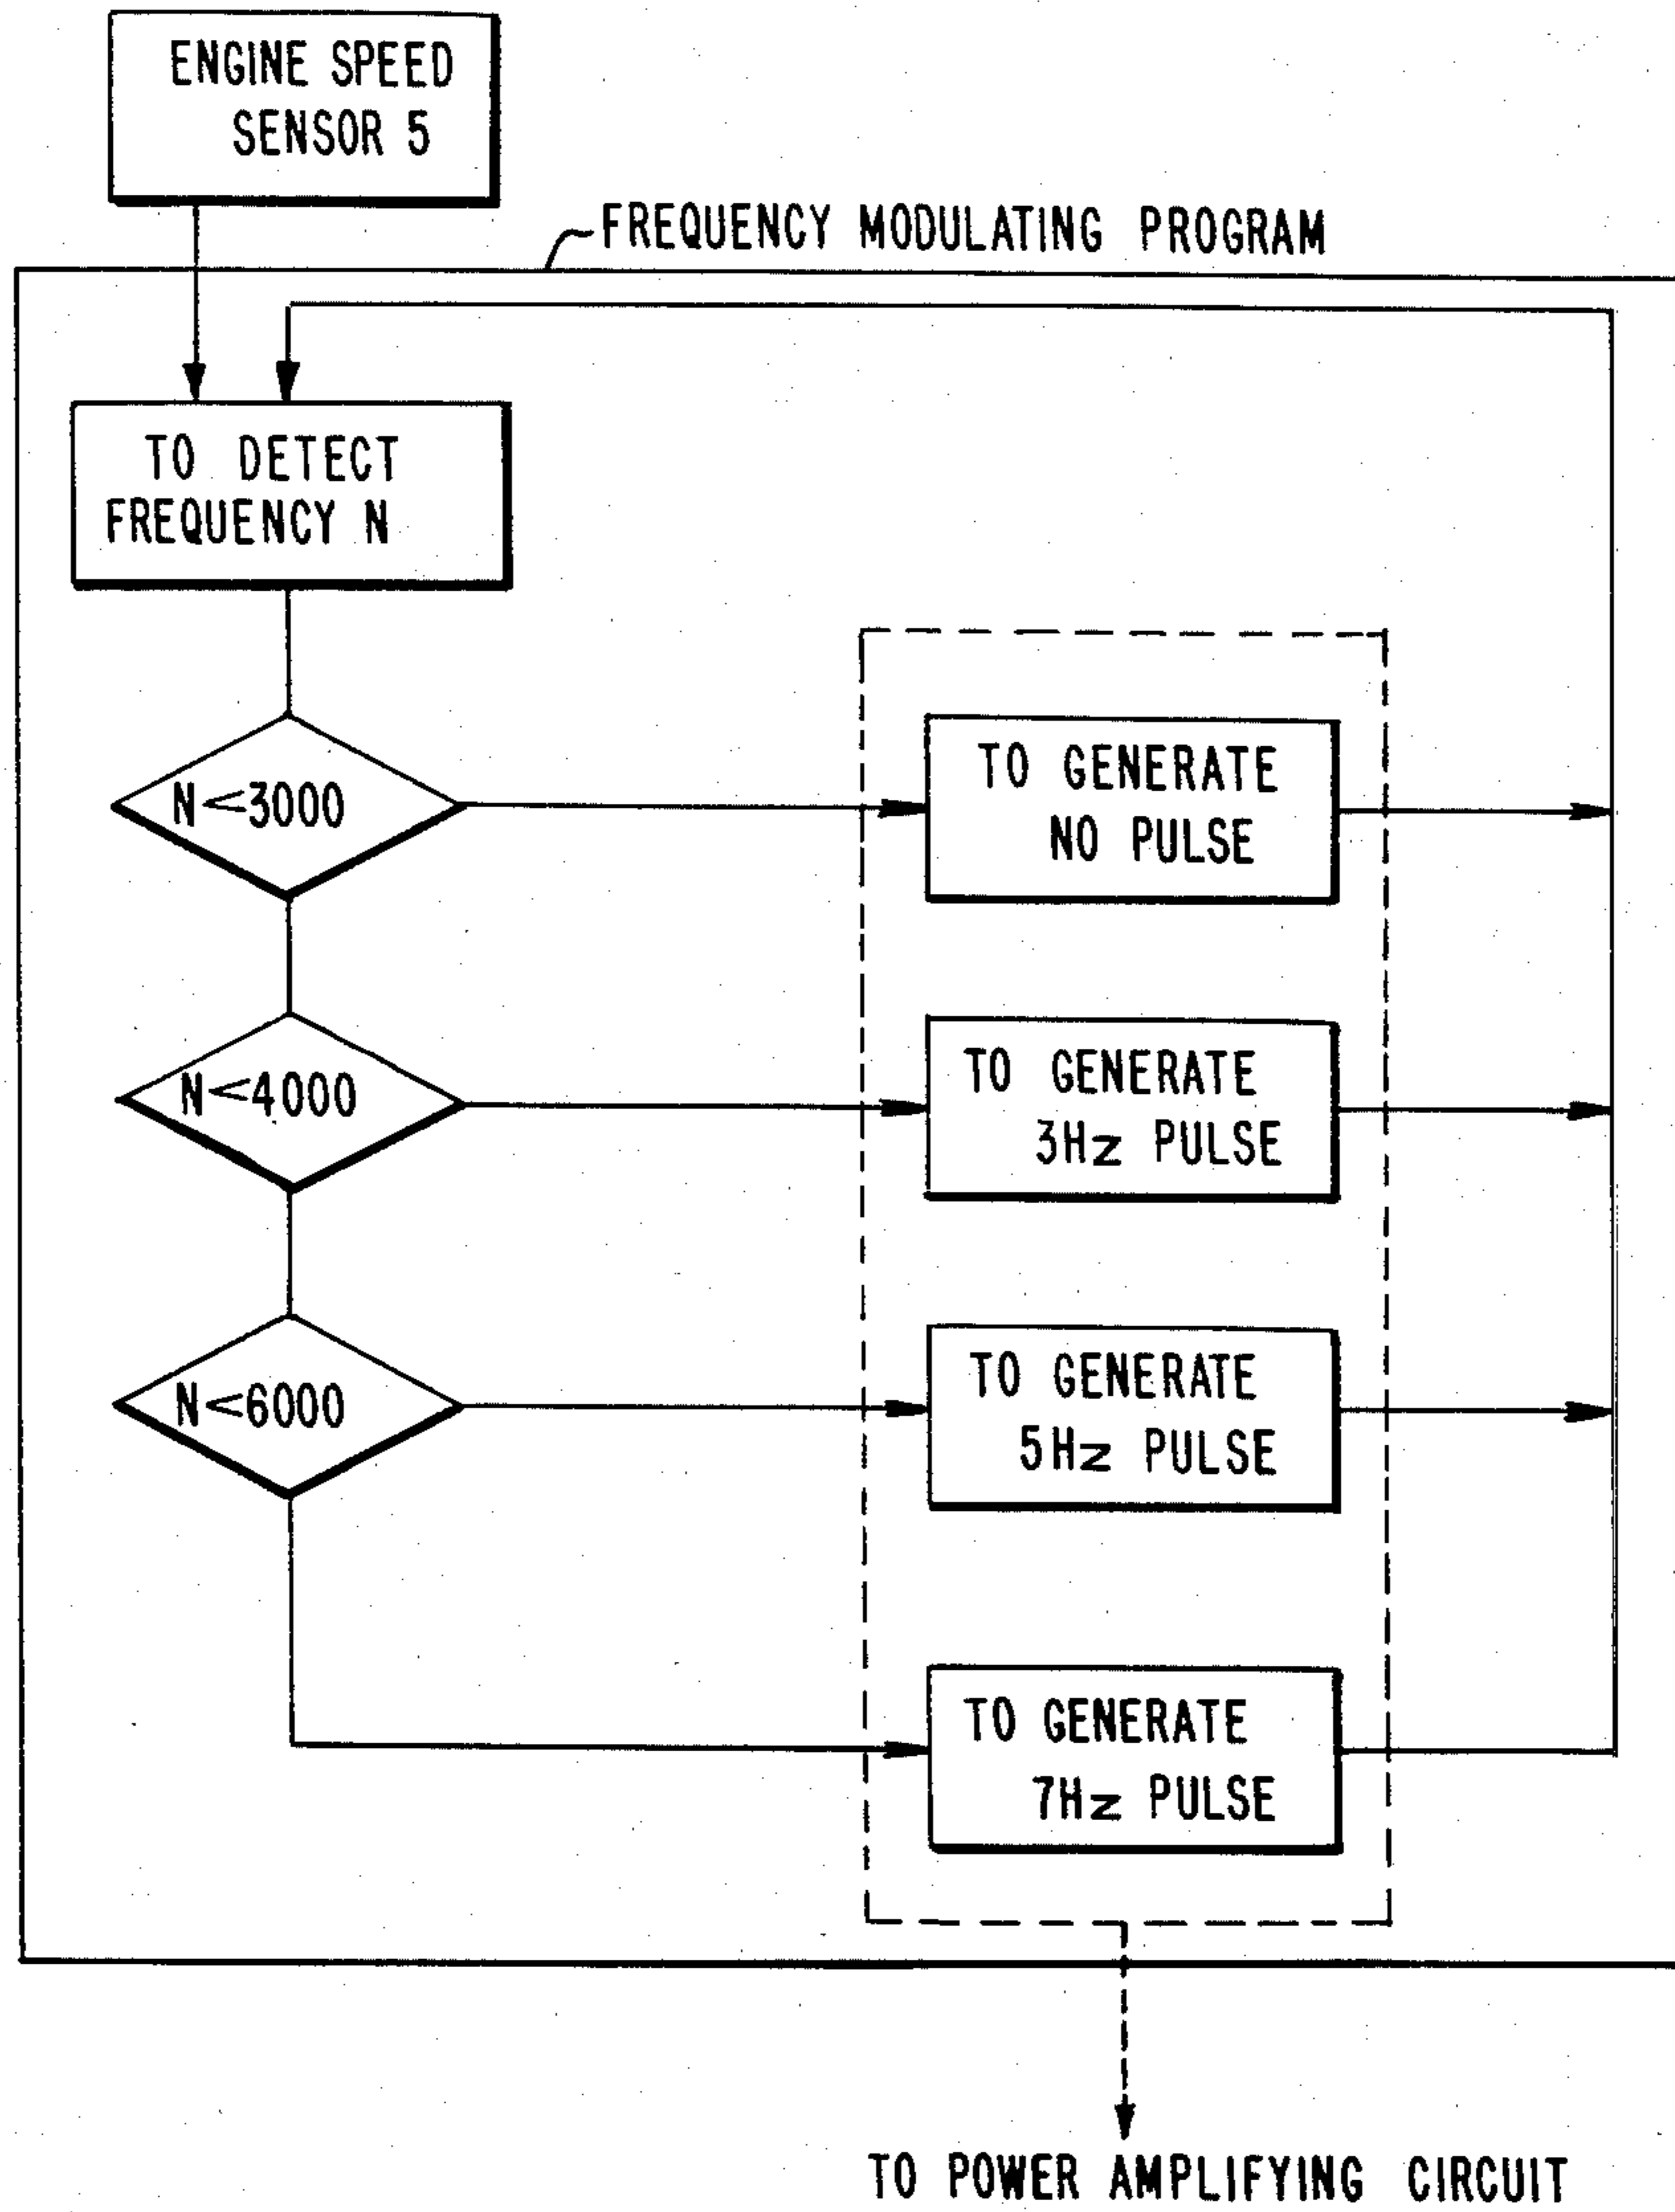 ENGINE SPEED
SENSOR 5
FREQUENCY MODULATING PROGRAM
TO DETECT
FREQUENCY N
N<3000
TO GENERATE
NO PULSE
N<4000
TO GENERATE
3Hz PULSE
N<6000
TO GENERATE
5Hz PULSE
TO GENERATE
7Hz PULSE
TO POWER AMPLIFYING CIRCUIT